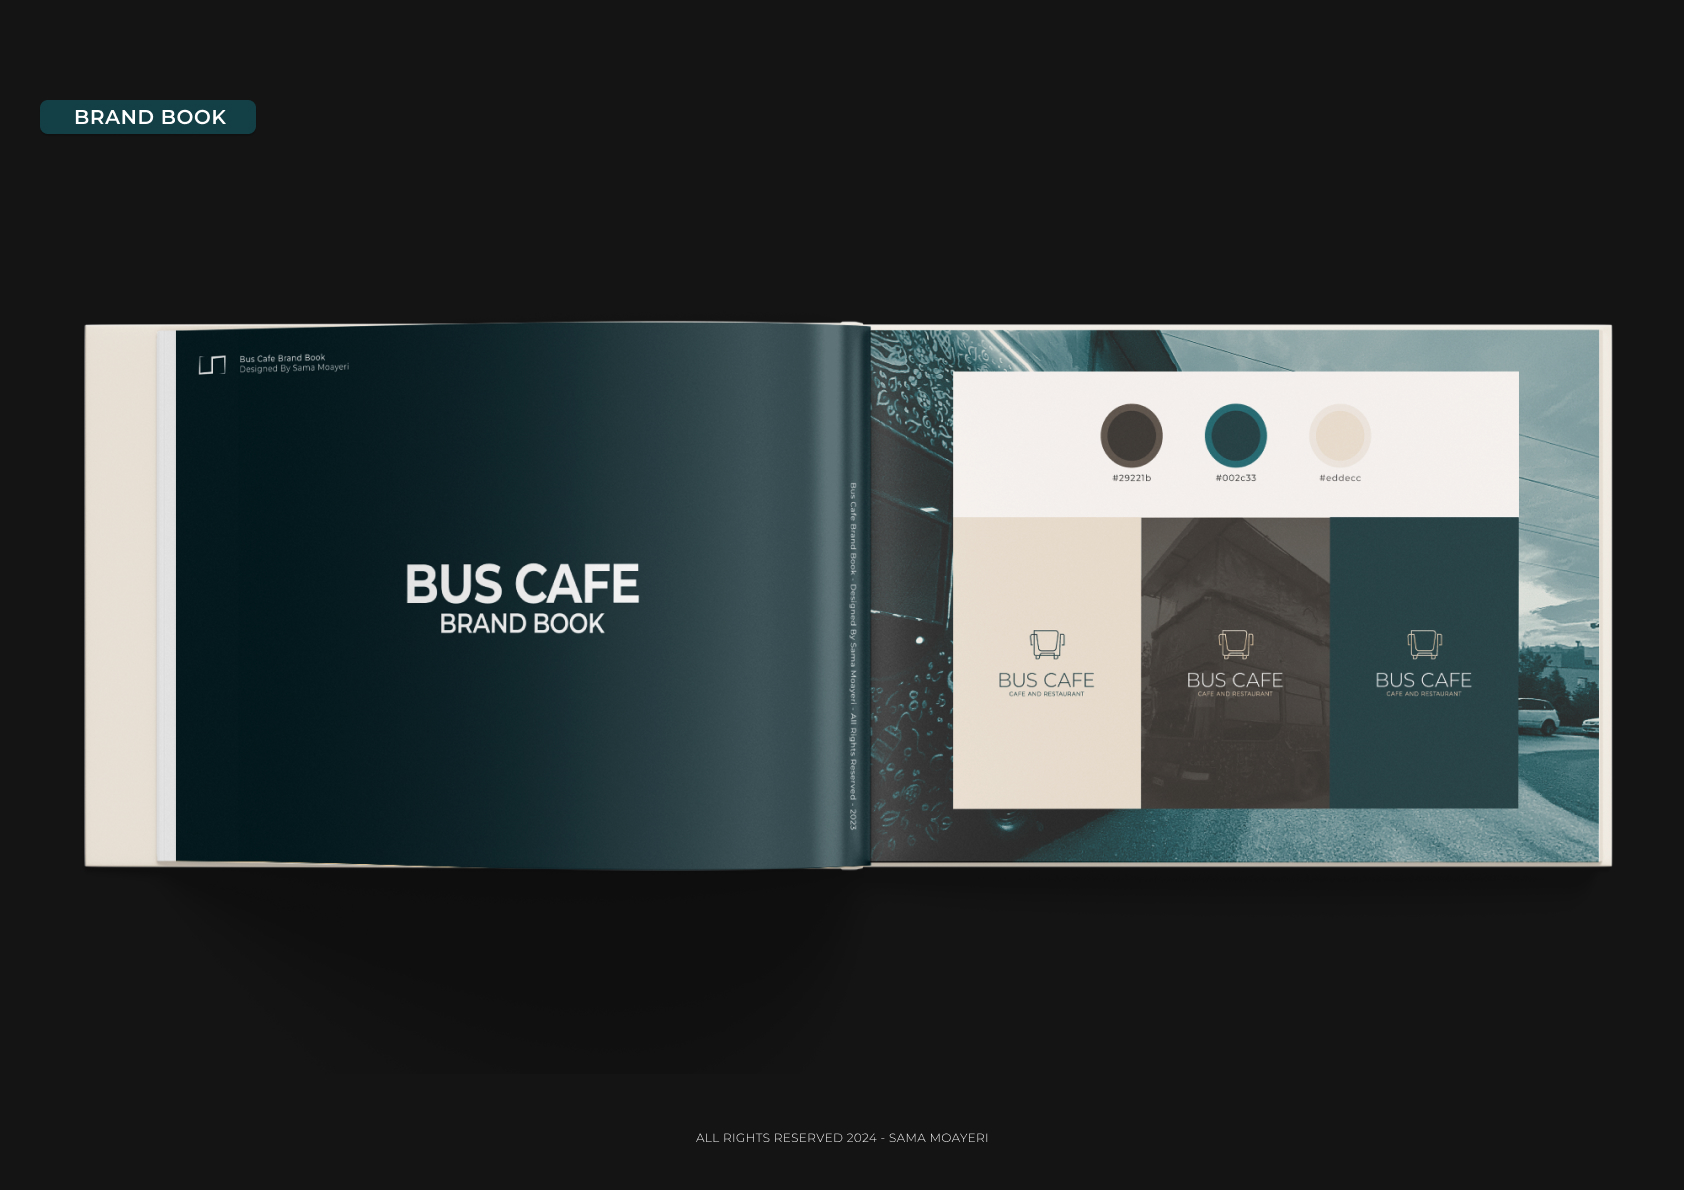 BRAND BOOK
Bus Cafe Brand Book
Designed By Sama Moayeri
BUS CAFE
BRAND BOOK
Bus Cafe Brand Book - Designed By Sama Moayeri - All Rights Reserved - 2023
#29221b
#002c33
#eddecc
BUS CAFE
CAFE AND RESTAURANT
BUS CAFE
CAFE AND RESTAURANT
BUS CAFE
CAFE AND RESTAURANT
ALL RIGHTS RESERVED 2024 - SAMA MOAYERI